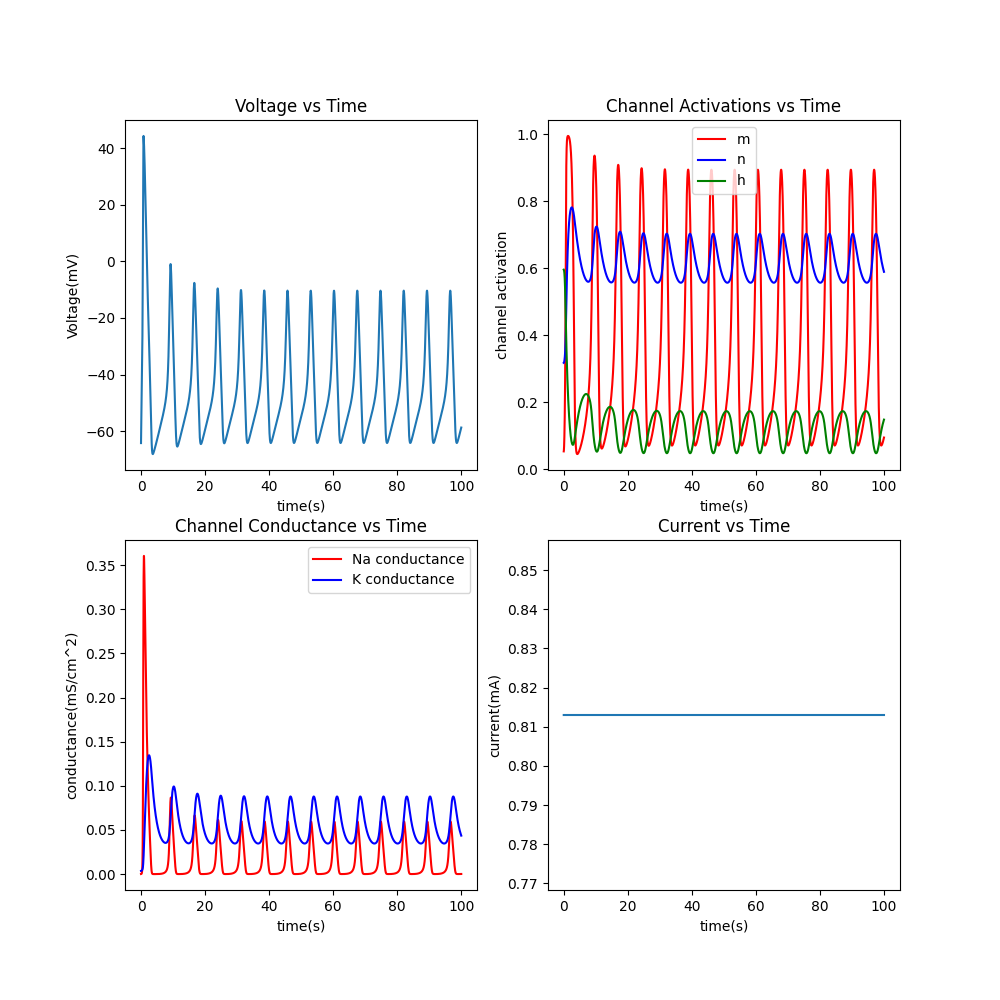 Voltage vs Time
Voltage(mV)
40
20
0
−20
−40
−60
0 20 40 60 80 100
time(s)
Channel Activations vs Time
channel activation
1.0
0.8
0.6
0.4
0.2
0.0
m
n
h
0 20 40 60 80 100
time(s)
Channel Conductance vs Time
conductance(mS/cm^2)
0.35
0.30
0.25
0.20
0.15
0.10
0.05
0.00
Na conductance
K conductance
0 20 40 60 80 100
time(s)
Current vs Time
current(mA)
0.85
0.84
0.83
0.82
0.81
0.80
0.79
0.78
0.77
0 20 40 60 80 100
time(s)